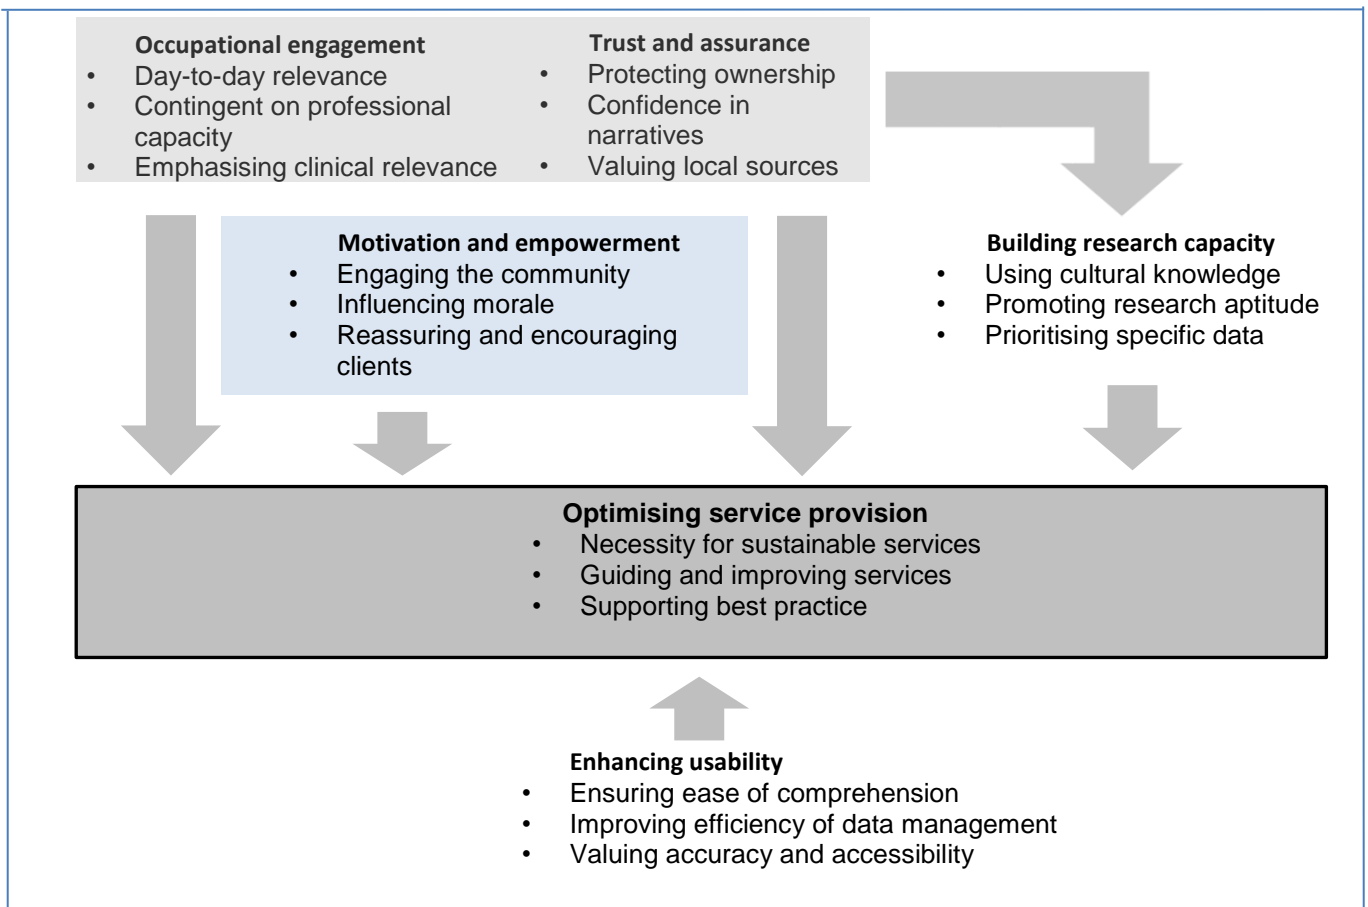 Occupational engagement
• Day-to-day relevance
• Contingent on professional
capacity
• Emphasising clinical relevance
Trust and assurance
• Protecting ownership
• Confidence in
narratives
• Valuing local sources
Motivation and empowerment
• Engaging the community
• Influencing morale
• Reassuring and encouraging
clients
Building research capacity
• Using cultural knowledge
• Promoting research aptitude
• Prioritising specific data
Optimising service provision
• Necessity for sustainable services
• Guiding and improving services
• Supporting best practice
Enhancing usability
• Ensuring ease of comprehension
• Improving efficiency of data management
• Valuing accuracy and accessibility